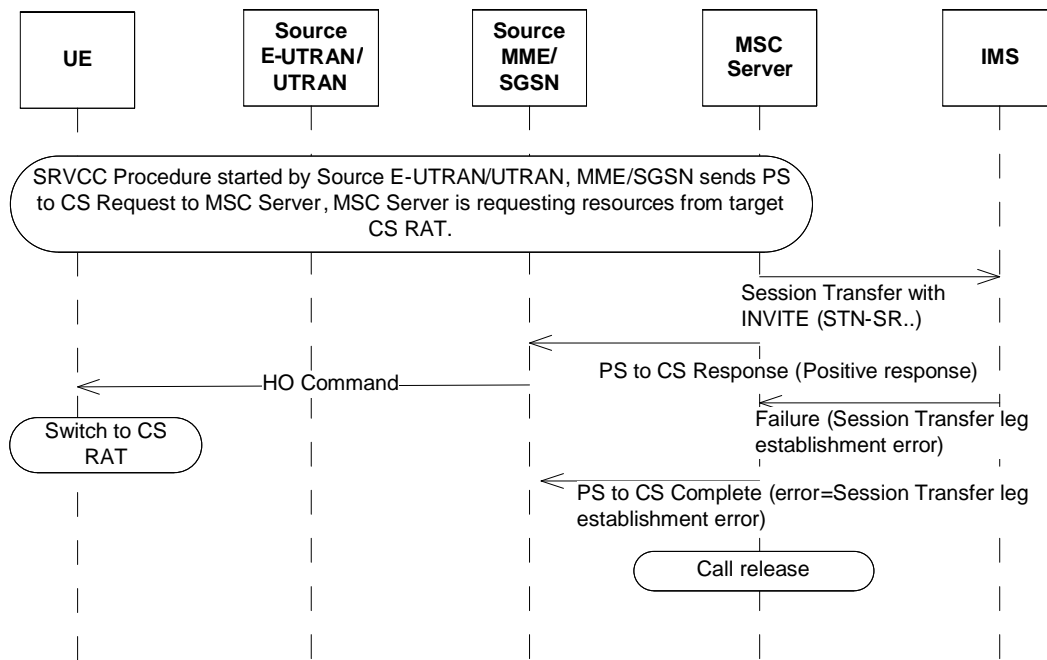 UE
Source
E-UTRAN/
UTRAN
Source
MME/
SGSN
MSC
Server
IMS
SRVCC Procedure started by Source E-UTRAN/UTRAN, MME/SGSN sends PS
to CS Request to MSC Server, MSC Server is requesting resources from target
CS RAT.
Session Transfer with
INVITE (STN-SR..)
PS to CS Response (Positive response)
HO Command
Failure (Session Transfer leg
establishment error)
Switch to CS
RAT
PS to CS Complete (error=Session Transfer leg
establishment error)
Call release